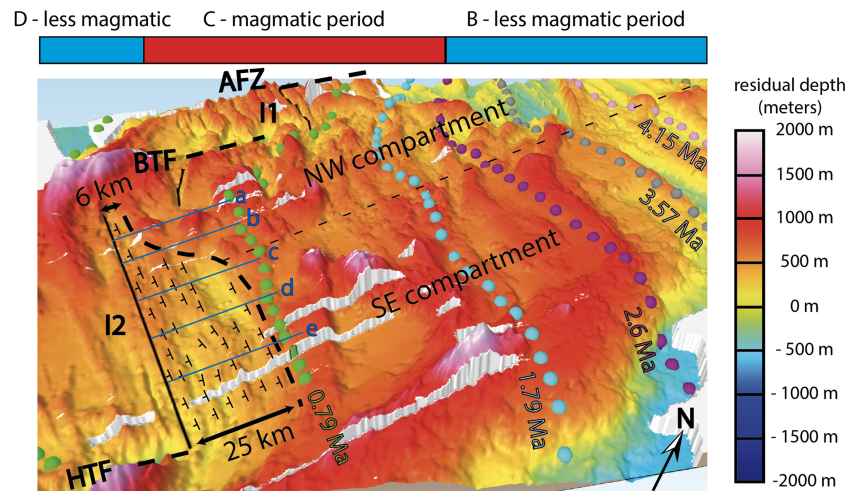 D - less magmatic
C - magmatic period
B - less magmatic period
AFZ
I1
BTF
NW compartment
6 km
a
b
c
d
e
SE compartment
I2
25 km
HTF
0.79 Ma
1.79 Ma
2.6 Ma
3.57 Ma
4.15 Ma
N
residual depth
(meters)
2000 m
1500 m
1000 m
500 m
0 m
- 500 m
- 1000 m
- 1500 m
-2000 m